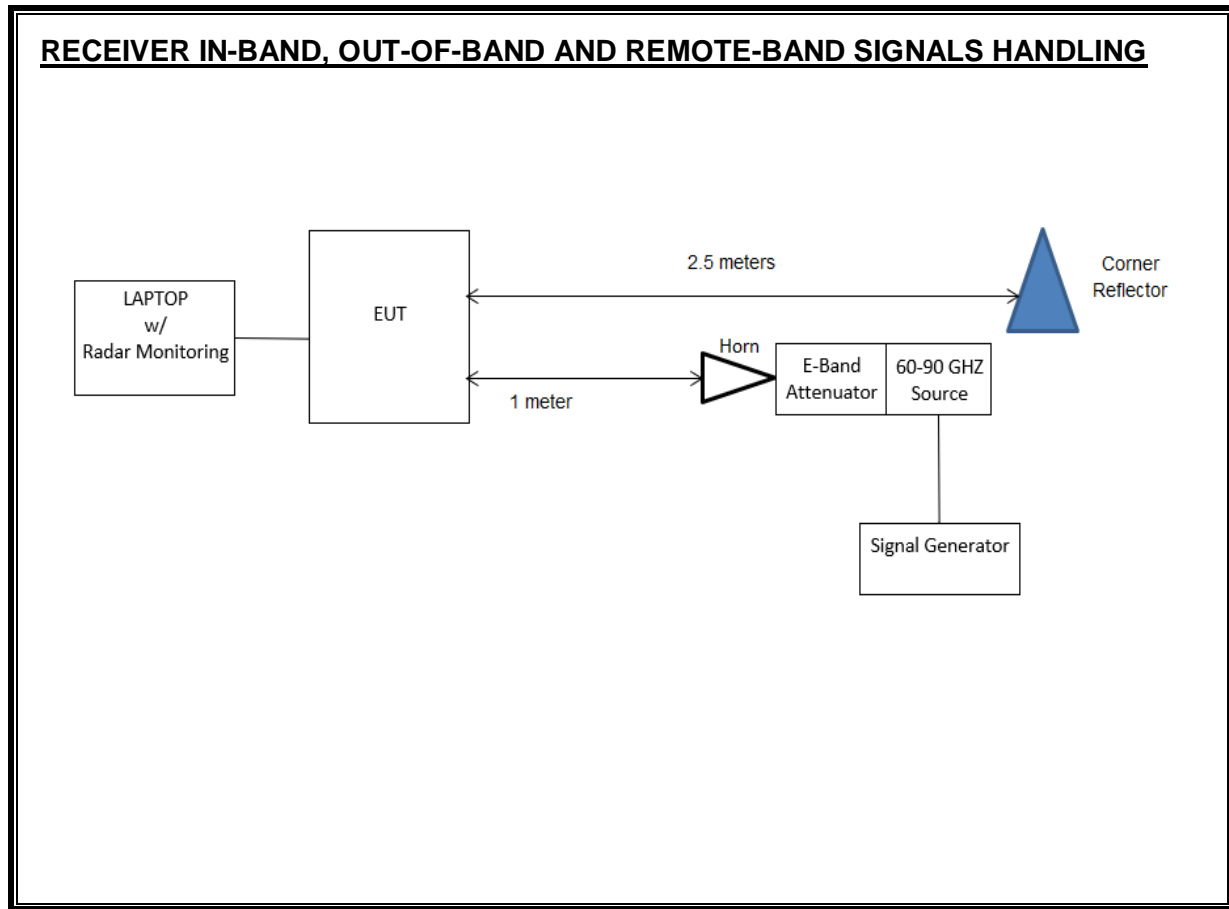 RECEIVER IN-BAND, OUT-OF-BAND AND REMOTE-BAND SIGNALS HANDLING
LAPTOP
w/
Radar Monitoring
EUT
2.5 meters
Corner
Reflector
1 meter
Horn
E-Band
Attenuator
60-90 GHZ
Source
Signal Generator